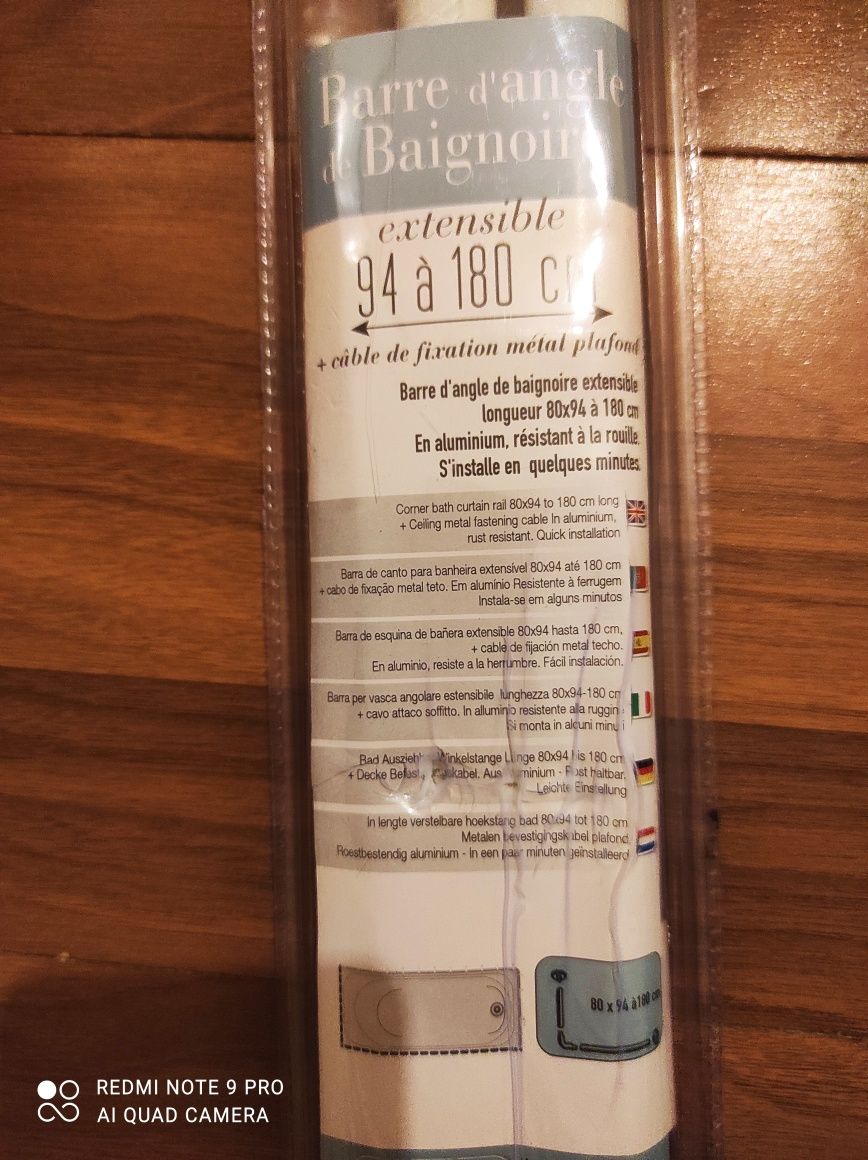 Barre d'angle
de Baignoir
extensible
94 à 180 cm
+ câble de fixation métal plafond
Barre d'angle de baignoire extensible
longueur 80x94 à 180 cm
En aluminium, résistant à la rouille.
S'installe en quelques minutes.
Corner bath curtain rail 80x94 to 180 cm long
+ Ceiling metal fastening cable In aluminium,
rust resistant. Quick installation
Barra de canto para banheira extensível 80x94 até 180 cm
+ cabo de fixação metal teto. Em alumínio Resistente à ferrugem
Instala-se em alguns minutos
Barra de esquina de bañera extensible 80x94 hasta 180 cm,
+ cable de fijación metal techo.
En aluminio, resiste a la herrumbre. Fácil instalación.
Barra per vasca angolare estensibile lunghezza 80x94-180 cm
+ cavo attaco soffitto. In alluminio resistente alla ruggin
Si monta in alcuni minu i
Bad Auszieh Winkelstange Länge 80x94 bis 180 cm
+ Decke kabel. Aus Aluminium - Rost haltbar.
Leichte Einstellung
In lengte verstelbare hoekstang bad 80x94 tot 180 cm
Metalen bevestigingskabel plafond.
Roestbestendig aluminium - In een paar minuten geïnstalleerd
80 x 94 à 180 cm
REDMI NOTE 9 PRO
AI QUAD CAMERA